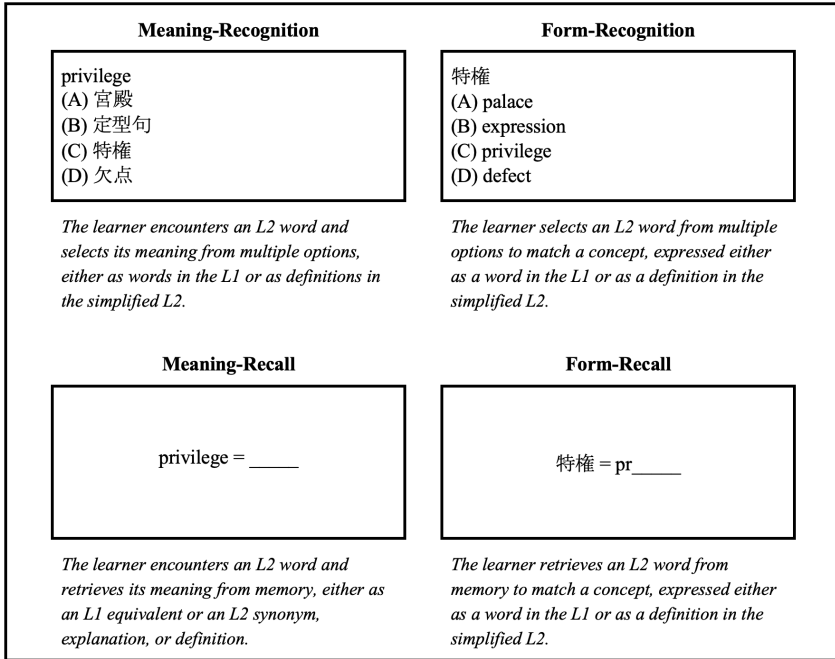 Meaning-Recognition
privilege
(A) 宮殿
(B) 定型句
(C) 特権
(D) 欠点
The learner encounters an L2 word and
selects its meaning from multiple options,
either as words in the L1 or as definitions in
the simplified L2.
Form-Recognition
特権
(A) palace
(B) expression
(C) privilege
(D) defect
The learner selects an L2 word from multiple
options to match a concept, expressed either
as a word in the L1 or as a definition in the
simplified L2.
Meaning-Recall
privilege = _____
The learner encounters an L2 word and
retrieves its meaning from memory, either as
an L1 equivalent or an L2 synonym,
explanation, or definition.
Form-Recall
特権 = pr_____
The learner retrieves an L2 word from
memory to match a concept, expressed either
as a word in the L1 or as a definition in the
simplified L2.